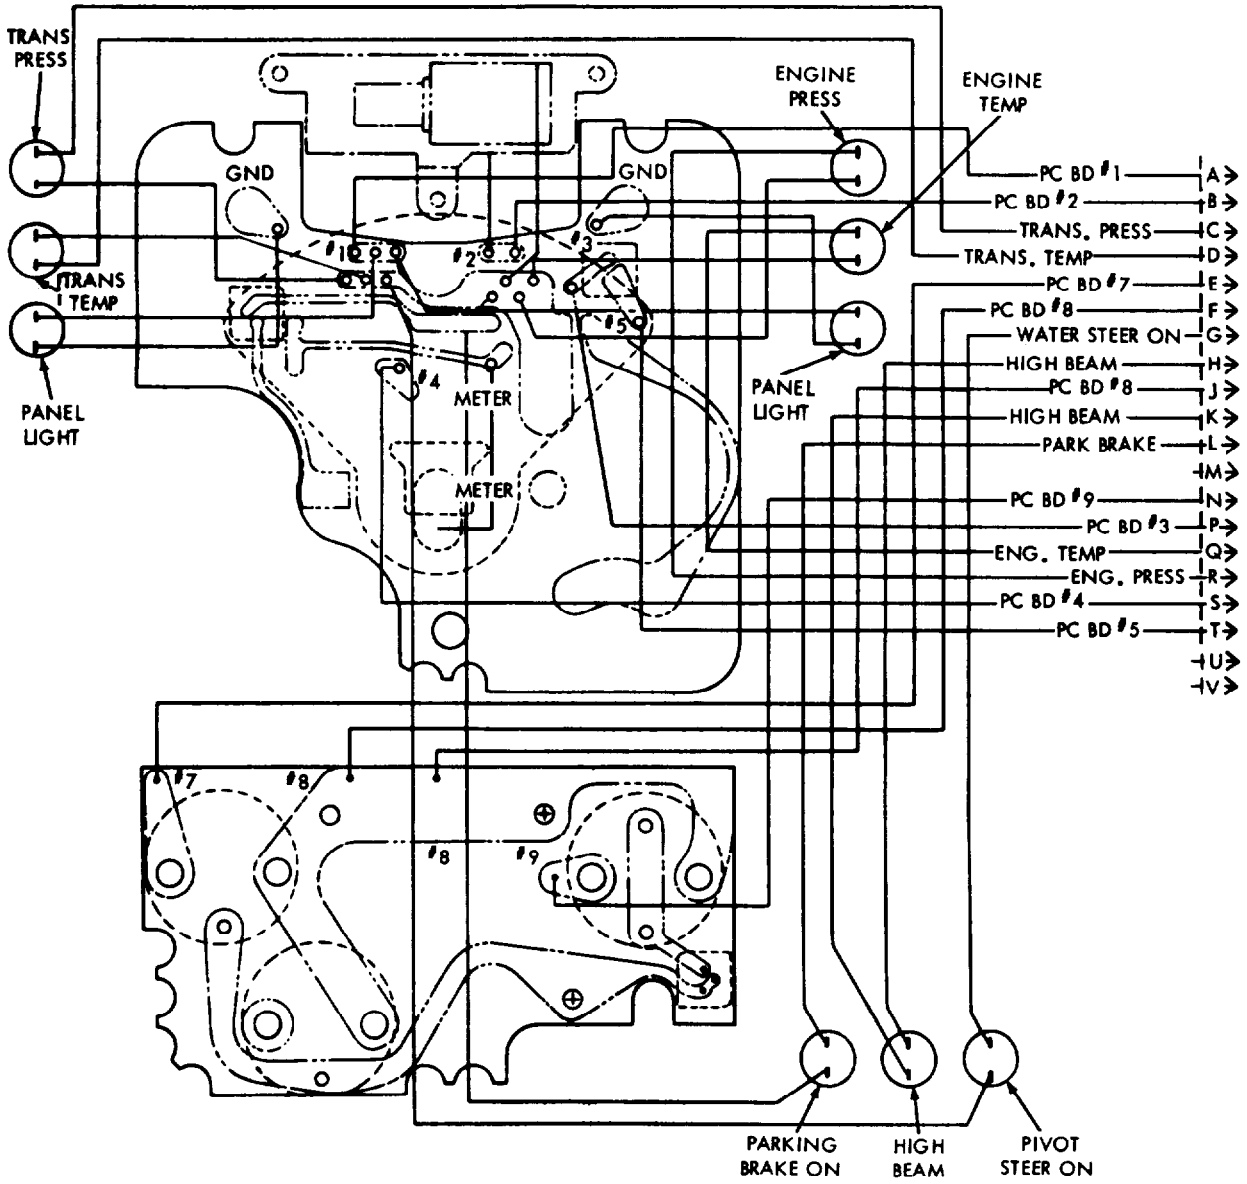 TRANS
PRESS
ENGINE
PRESS
ENGINE
TEMP
GND
GND
PC BD #1 A
PC BD #2 B
TRANS. PRESS C
TRANS. TEMP D
PC BD #7 E
PC BD #8 F
WATER STEER ON G
HIGH BEAM H
PC BD #8 J
HIGH BEAM K
PARK BRAKE L
M
PC BD #9 N
PC BD #3 P
ENG. TEMP Q
ENG. PRESS R
PC BD #4 S
PC BD #5 T
U
V
#1
#2
#3
TRANS
TEMP
#5
#4
METER
PANEL
LIGHT
PANEL
LIGHT
METER
#7
#8
#8
#9
PARKING
BRAKE ON
HIGH
BEAM
PIVOT
STEER ON